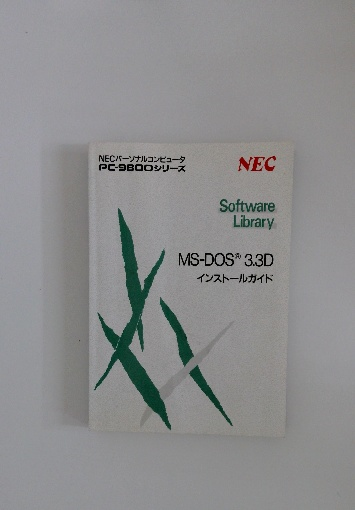 NECパーソナルコンピュータ
PC-9800シリーズ
NEC
Software
Library
MS-DOS® 3.3D
インストールガイド